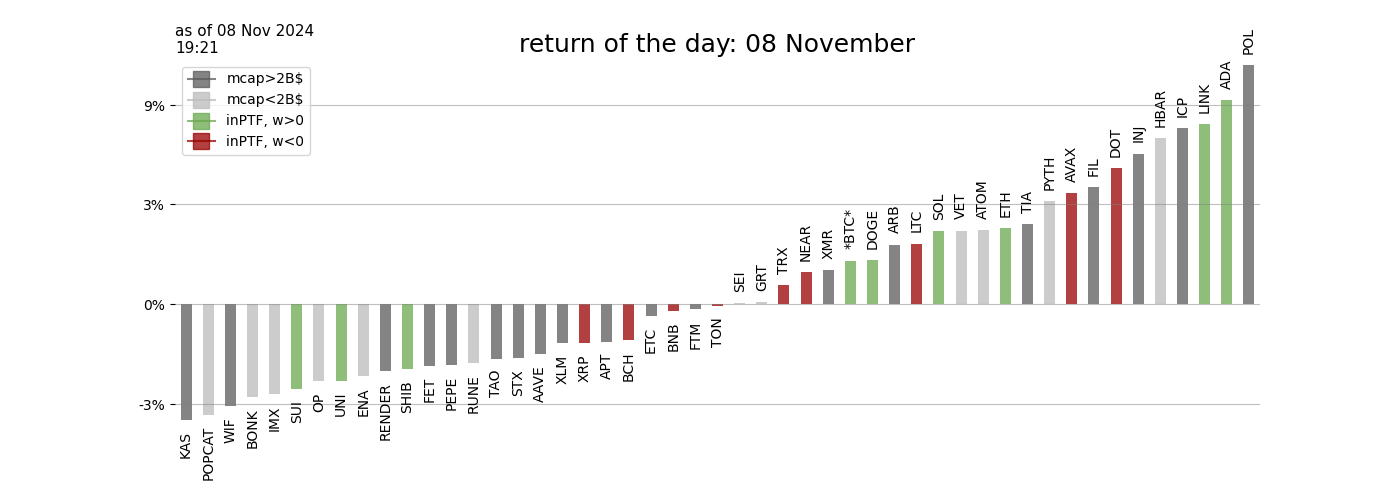 as of 08 Nov 2024
19:21
return of the day: 08 November
mcap>2B$
mcap<2B$
inPTF, w>0
inPTF, w<0
9%
3%
0%
-3%
KAS
POPCAT
WIF
BONK
IMX
SUI
OP
UNI
ENA
RENDER
SHIB
FET
PEPE
RUNE
TAO
STX
AAVE
XLM
XRP
APT
BCH
ETC
BNB
FTM
TON
SEI
GRT
TRX
NEAR
XMR
*BTC*
DOGE
ARB
LTC
SOL
VET
ATOM
ETH
TIA
PYTH
AVAX
FIL
DOT
INJ
HBAR
ICP
LINK
ADA
POL